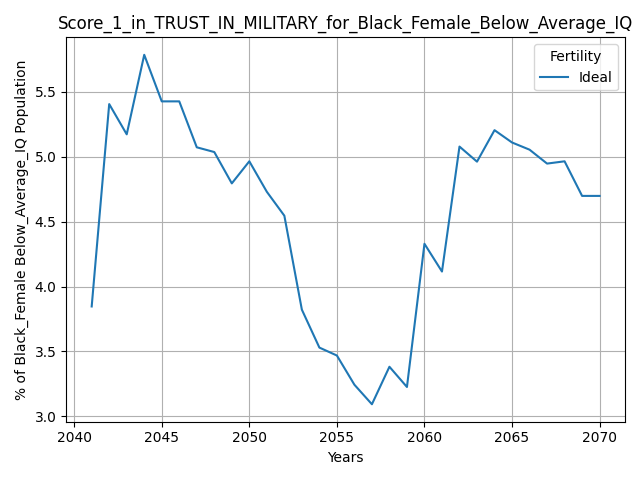 Score_1_in_TRUST_IN_MILITARY_for_Black_Female_Below_Average_IQ
Fertility
Ideal
% of Black_Female Below_Average_IQ Population
5.5
5.0
4.5
4.0
3.5
3.0
2040 2045 2050 2055 2060 2065 2070
Years